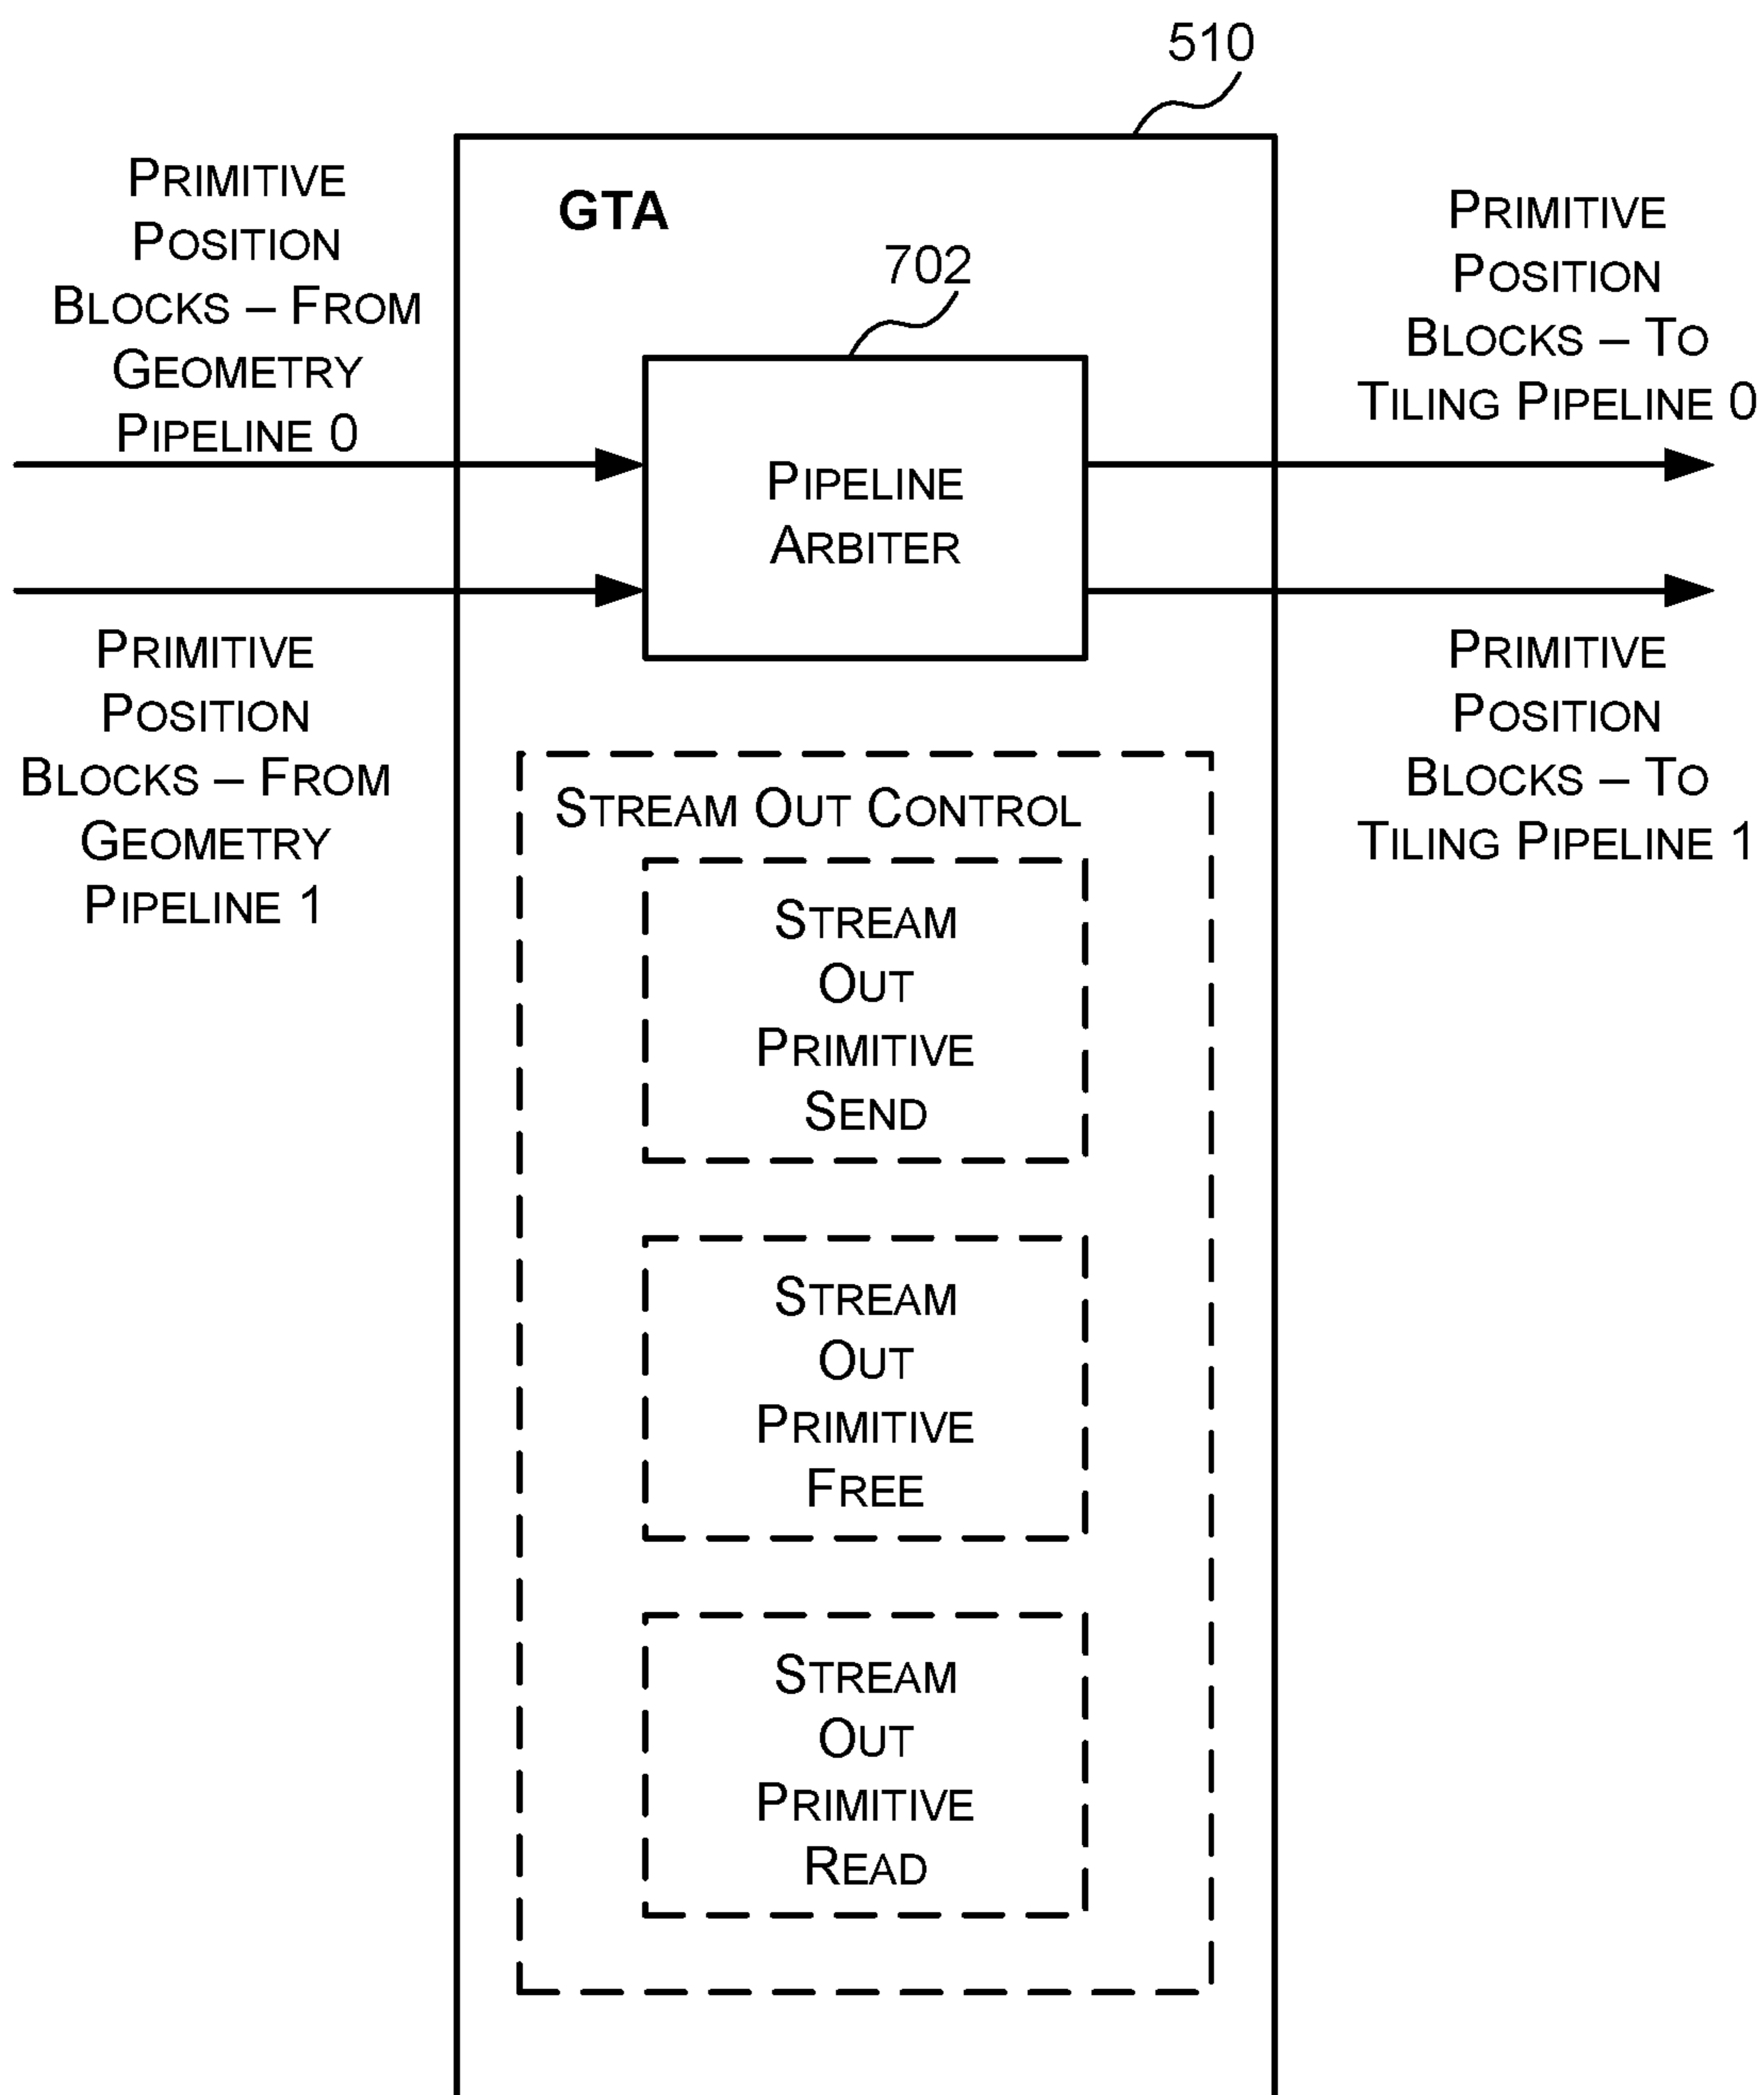 510
PRIMITIVE
POSITION
BLOCKS – FROM
GEOMETRY
PIPELINE 0
GTA
702
PRIMITIVE
POSITION
BLOCKS – TO
TILING PIPELINE 0
PIPELINE
ARBITER
PRIMITIVE
POSITION
BLOCKS – FROM
GEOMETRY
PIPELINE 1
PRIMITIVE
POSITION
BLOCKS – TO
TILING PIPELINE 1
STREAM OUT CONTROL
STREAM
OUT
PRIMITIVE
SEND
STREAM
OUT
PRIMITIVE
FREE
STREAM
OUT
PRIMITIVE
READ